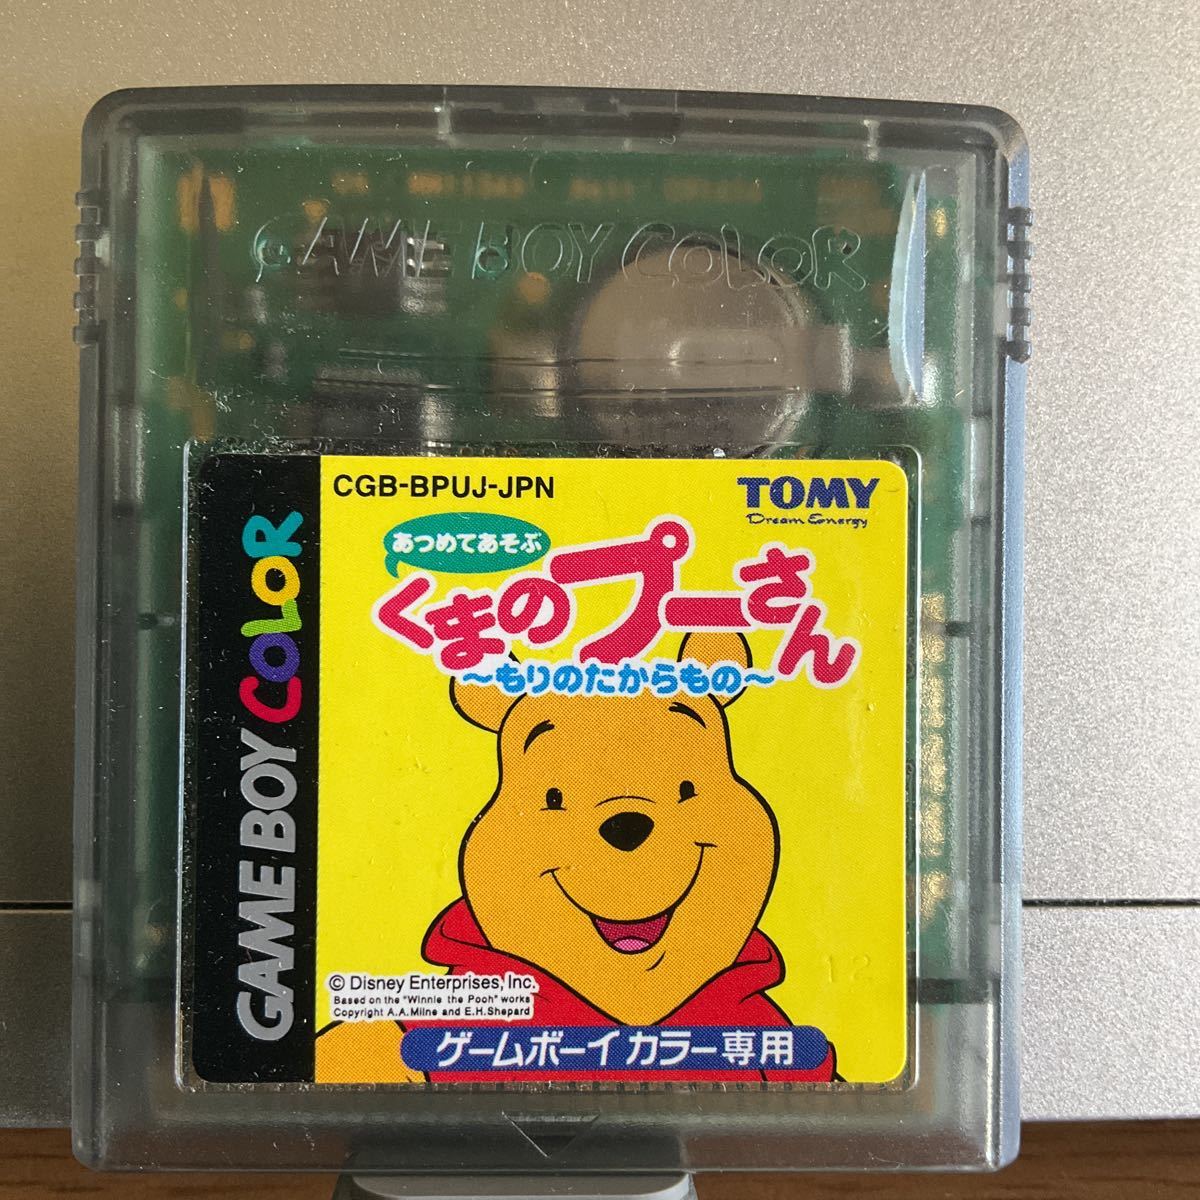 GAME BOY COLOR
CGB-BPUJ-JPN
TOMY
Dream Energy
あつめてあそぶ
くまのプーさん
～もりのたからもの～
GAME BOY COLOR
© Disney Enterprises, Inc.
Based on the "Winnie the Pooh" works
Copyright A.A.Milne and E.H.Shepard
12
ゲームボーイカラー専用